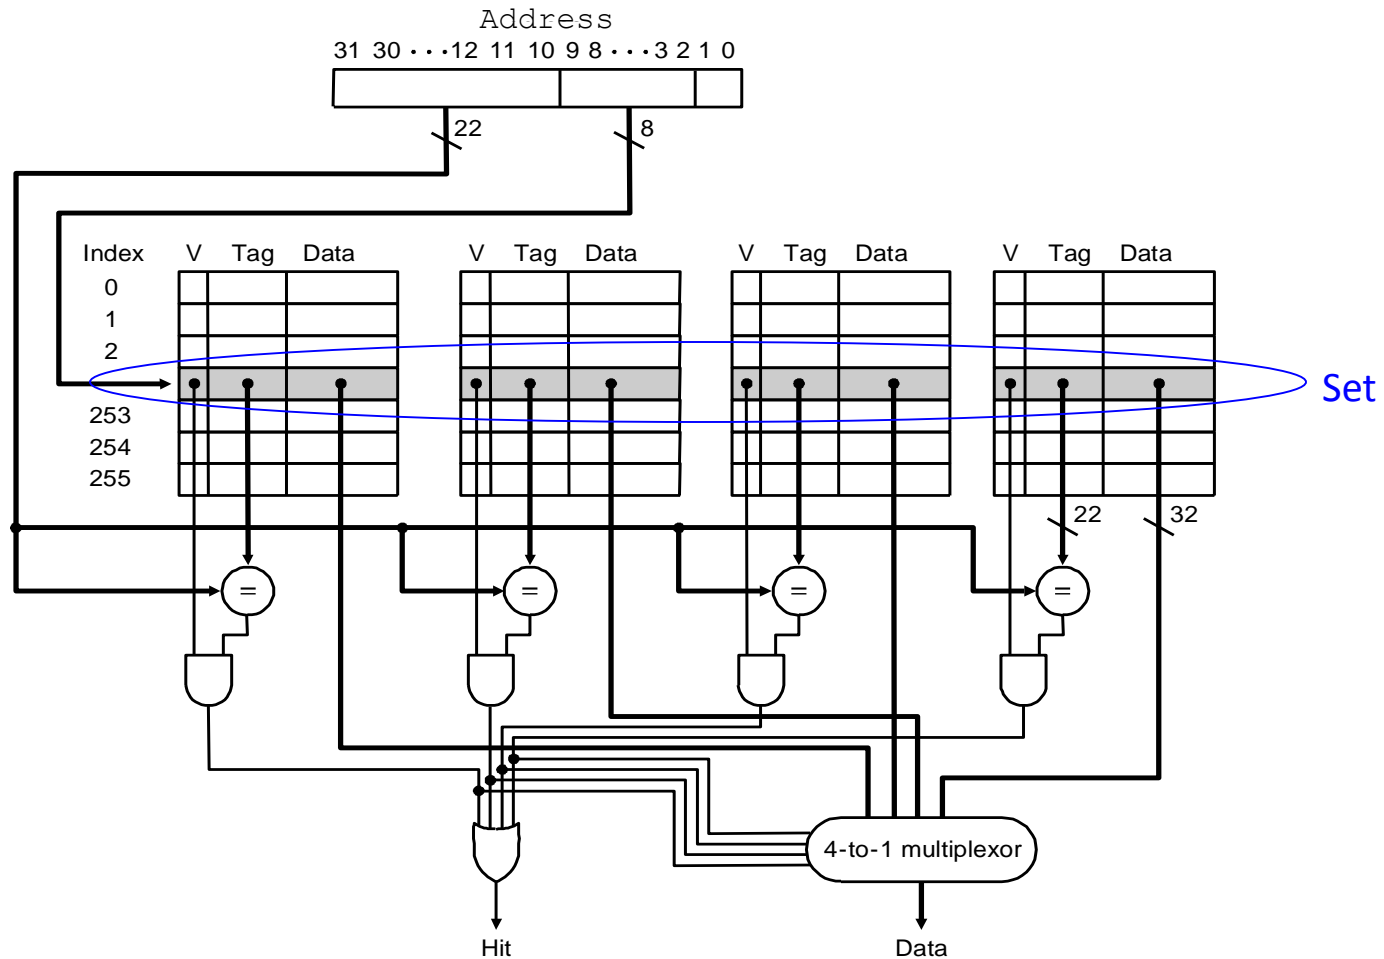 Address
31 30 ···12 11 10 9 8 ···3 2 1 0
22 8
Index V Tag Data V Tag Data V Tag Data V Tag Data
0
1
2
Set
253
254
255
22 32
= = = =
4-to-1 multiplexor
Hit Data